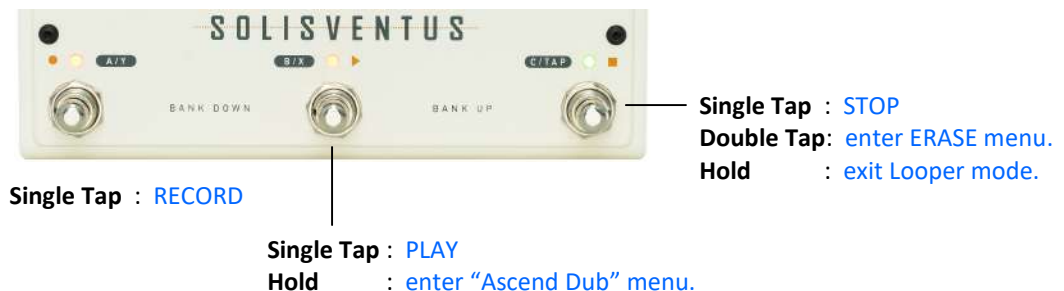 SOLISVENTUS
A/Y B/X C/TAP
BANK DOWN BANK UP
Single Tap : STOP
Double Tap: enter ERASE menu.
Hold : exit Looper mode.
Single Tap : RECORD
Single Tap : PLAY
Hold : enter “Ascend Dub” menu.